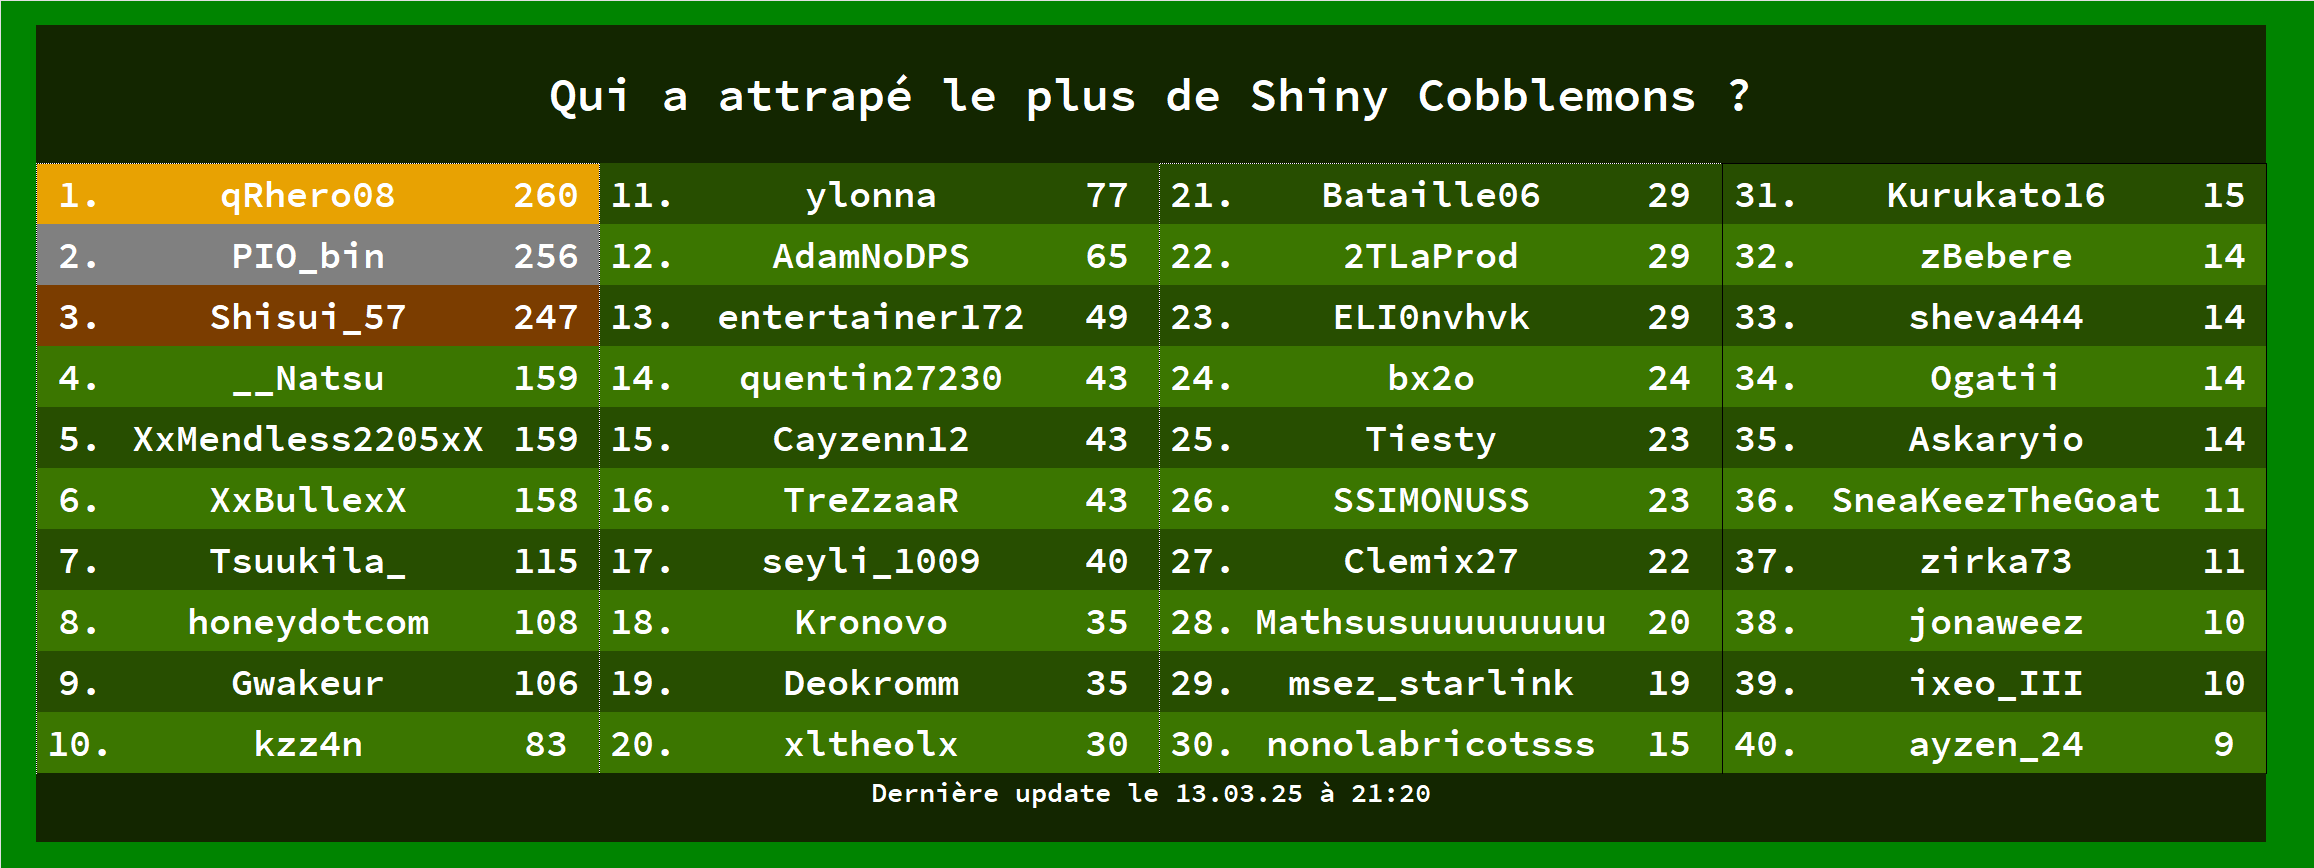 Qui a attrapé le plus de Shiny Cobblemons ?
1. qRhero08 260
2. PIO_bin 256
3. Shisui_57 247
4. __Natsu 159
5. XxMendless2205xX 159
6. XxBullexX 158
7. Tsuukila_ 115
8. honeydotcom 108
9. Gwakeur 106
10. kzz4n 83
11. ylonna 77
12. AdamNoDPS 65
13. entertainer172 49
14. quentin27230 43
15. Cayzenn12 43
16. TreZzaaR 43
17. seyli_1009 40
18. Kronovo 35
19. Deokromm 35
20. xltheolx 30
21. Bataille06 29
22. 2TLaProd 29
23. ELI0nvhvk 29
24. bx2o 24
25. Tiesty 23
26. SSIMONUSS 23
27. Clemix27 22
28. Mathsusuuuuuuuuu 20
29. msez_starlink 19
30. nonolabricotsss 15
31. Kurukato16 15
32. zBebere 14
33. sheva444 14
34. Ogatii 14
35. Askaryio 14
36. SneaKeezTheGoat 11
37. zirka73 11
38. jonaweez 10
39. ixeo_III 10
40. ayzen_24 9
Dernière update le 13.03.25 à 21:20